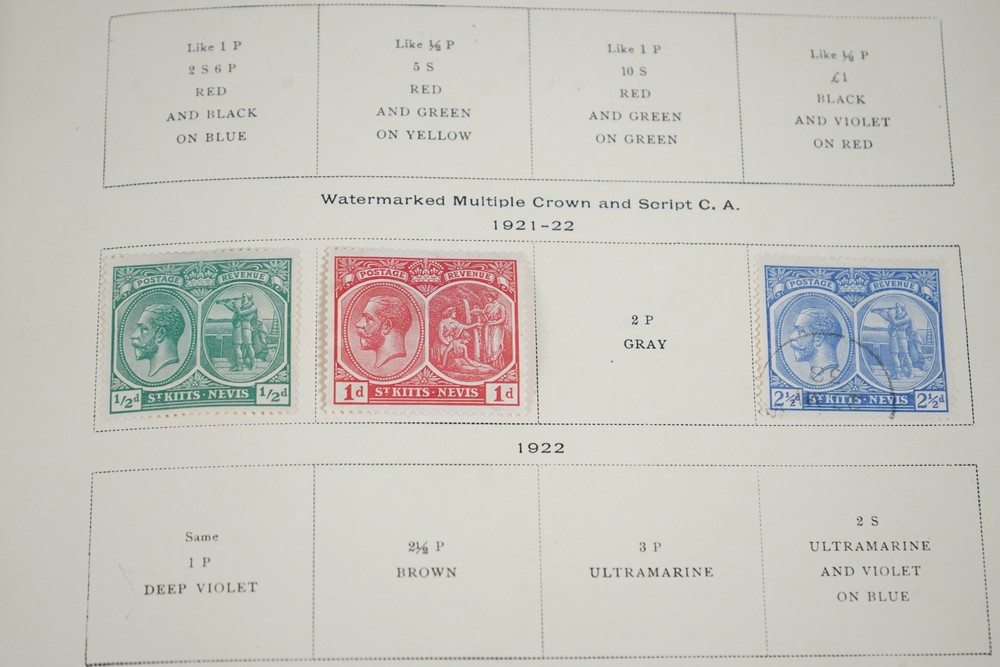 Like 1 P
2 S 6 P
RED
AND BLACK
ON BLUE
Like ½ P
5 S
RED
AND GREEN
ON YELLOW
Like 1 P
10 S
RED
AND GREEN
ON GREEN
Like ½ P
£1
BLACK
AND VIOLET
ON RED
Watermarked Multiple Crown and Script C. A.
1921-22
POSTAGE REVENUE
1/2d ST KITTS·NEVIS 1/2d
POSTAGE REVENUE
1d ST KITTS·NEVIS 1d
2 P
GRAY
POSTAGE REVENUE
23
2½d ST KITTS·NEVIS 2½d
1922
Same
1 P
DEEP VIOLET
2½ P
BROWN
3 P
ULTRAMARINE
2 S
ULTRAMARINE
AND VIOLET
ON BLUE